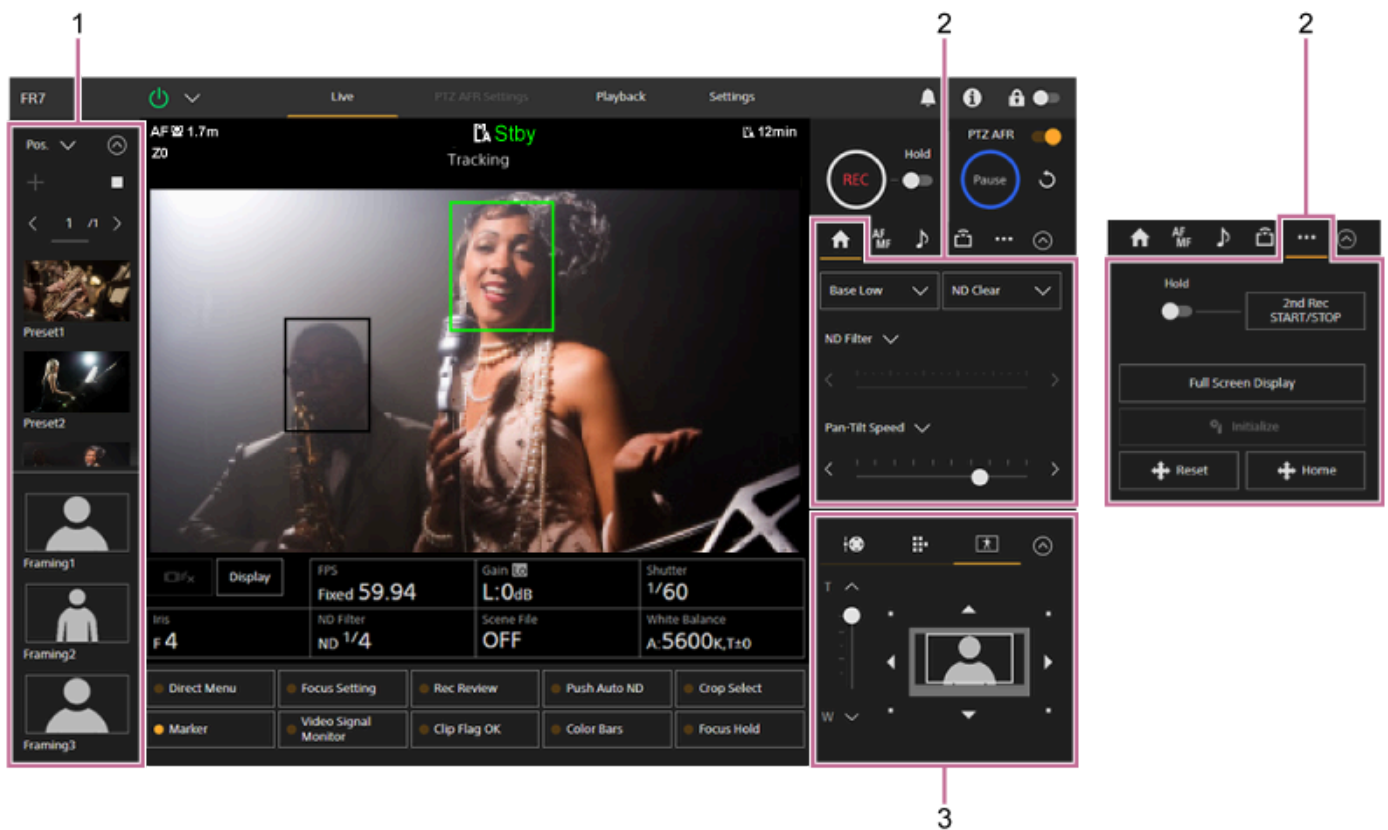 1
2
2
FR7
Live
PTZ AFR Settings
Playback
Settings
Pos.
1 /1
Preset1
Preset2
Framing1
Framing2
Framing3
AF 1.7m
A Stby
A 12min
Z0
Tracking
PTZ AFR
Hold
REC
Pause
AF
MF
Base Low
ND Clear
ND Filter
Pan-Tilt Speed
AF
MF
Hold
2nd Rec
START/STOP
Full Screen Display
Initialize
Reset
Home
Display
FPS
Fixed 59.94
Gain Lo
L:0dB
Shutter
1/60
Iris
F 4
ND Filter
ND 1/4
Scene File
OFF
White Balance
A:5600K,T±0
Direct Menu
Focus Setting
Rec Review
Push Auto ND
Crop Select
Marker
Video Signal
Monitor
Clip Flag OK
Color Bars
Focus Hold
T
W
3